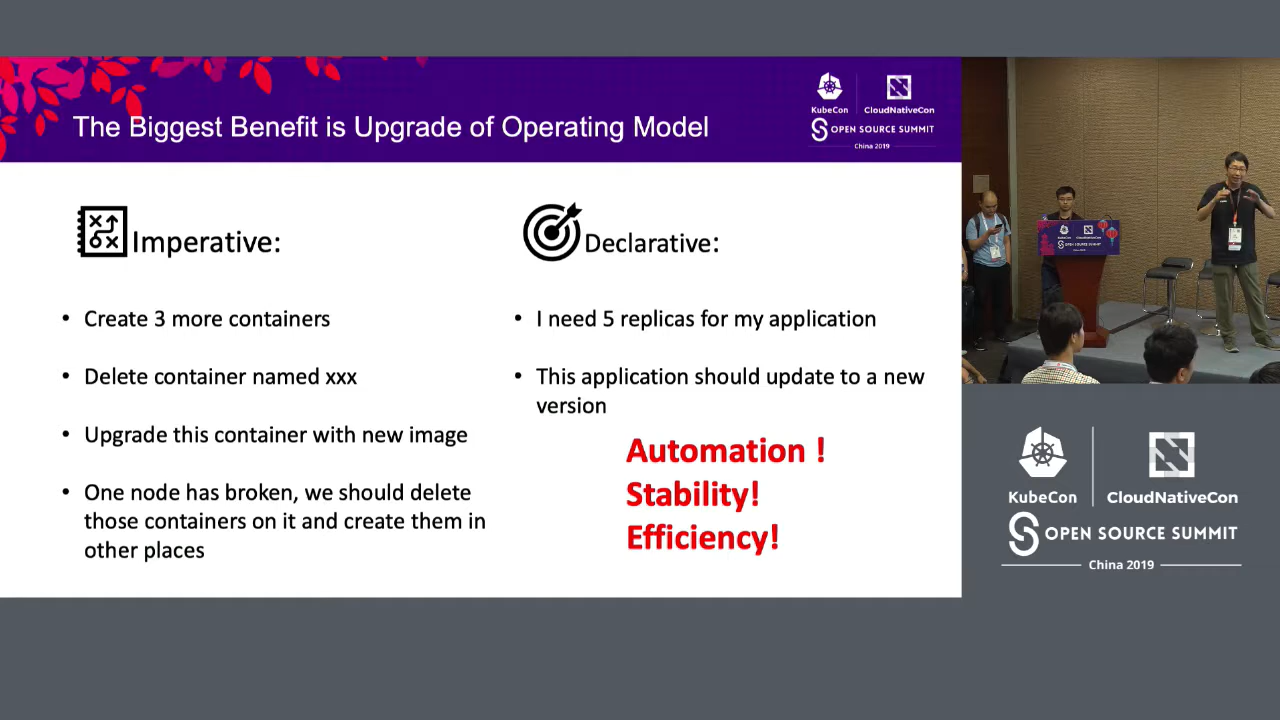 The Biggest Benefit is Upgrade of Operating Model
KubeCon
CloudNativeCon
OPEN SOURCE SUMMIT
China 2019
Imperative:
• Create 3 more containers
• Delete container named xxx
• Upgrade this container with new image
• One node has broken, we should delete
those containers on it and create them in
other places
Declarative:
• I need 5 replicas for my application
• This application should update to a new
version
Automation !
Stability!
Efficiency!
OPEN SOURCE SUMMIT
KubeCon
CloudNativeCon
OPEN SOURCE SUMMIT
China 2019